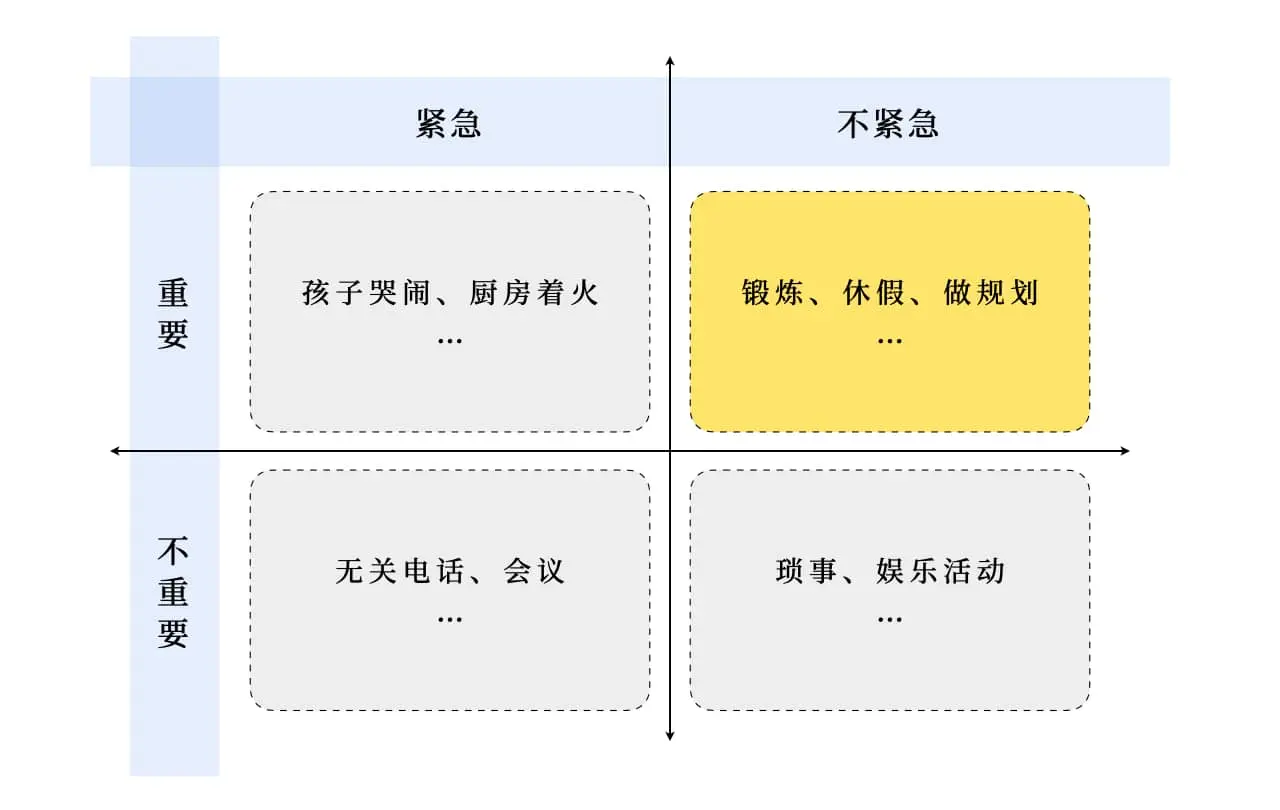 紧急
不紧急
重要
孩子哭闹、厨房着火
...
锻炼、休假、做规划
...
不重要
无关电话、会议
...
琐事、娱乐活动
...